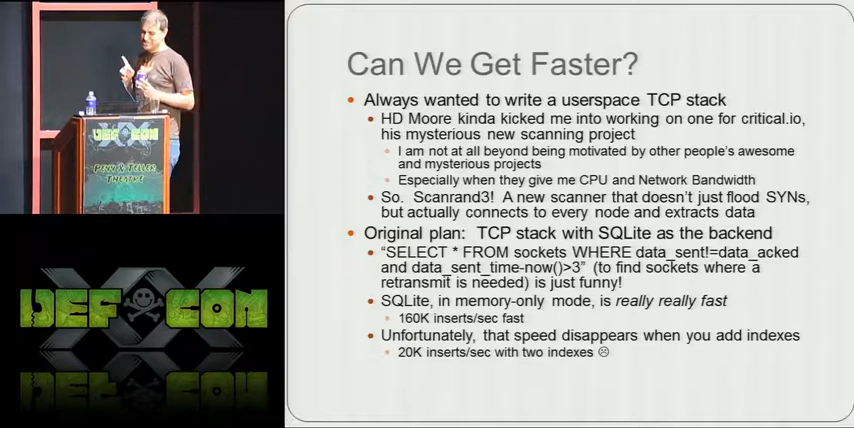 DEFCON
PENN & TELLER
THEATRE
DEF CON
XX
Can We Get Faster?
• Always wanted to write a userspace TCP stack
• HD Moore kinda kicked me into working on one for critical.io,
his mysterious new scanning project
• I am not at all beyond being motivated by other people's awesome
and mysterious projects
• Especially when they give me CPU and Network Bandwidth
• So. Scanrand3! A new scanner that doesn't just flood SYNs,
but actually connects to every node and extracts data
• Original plan: TCP stack with SQLite as the backend
• “SELECT * FROM sockets WHERE data_sent!=data_acked
and data_sent_time-now()>3” (to find sockets where a
retransmit is needed) is just funny!
• SQLite, in memory-only mode, is really really fast
• 160K inserts/sec fast
• Unfortunately, that speed disappears when you add indexes
• 20K inserts/sec with two indexes ☹